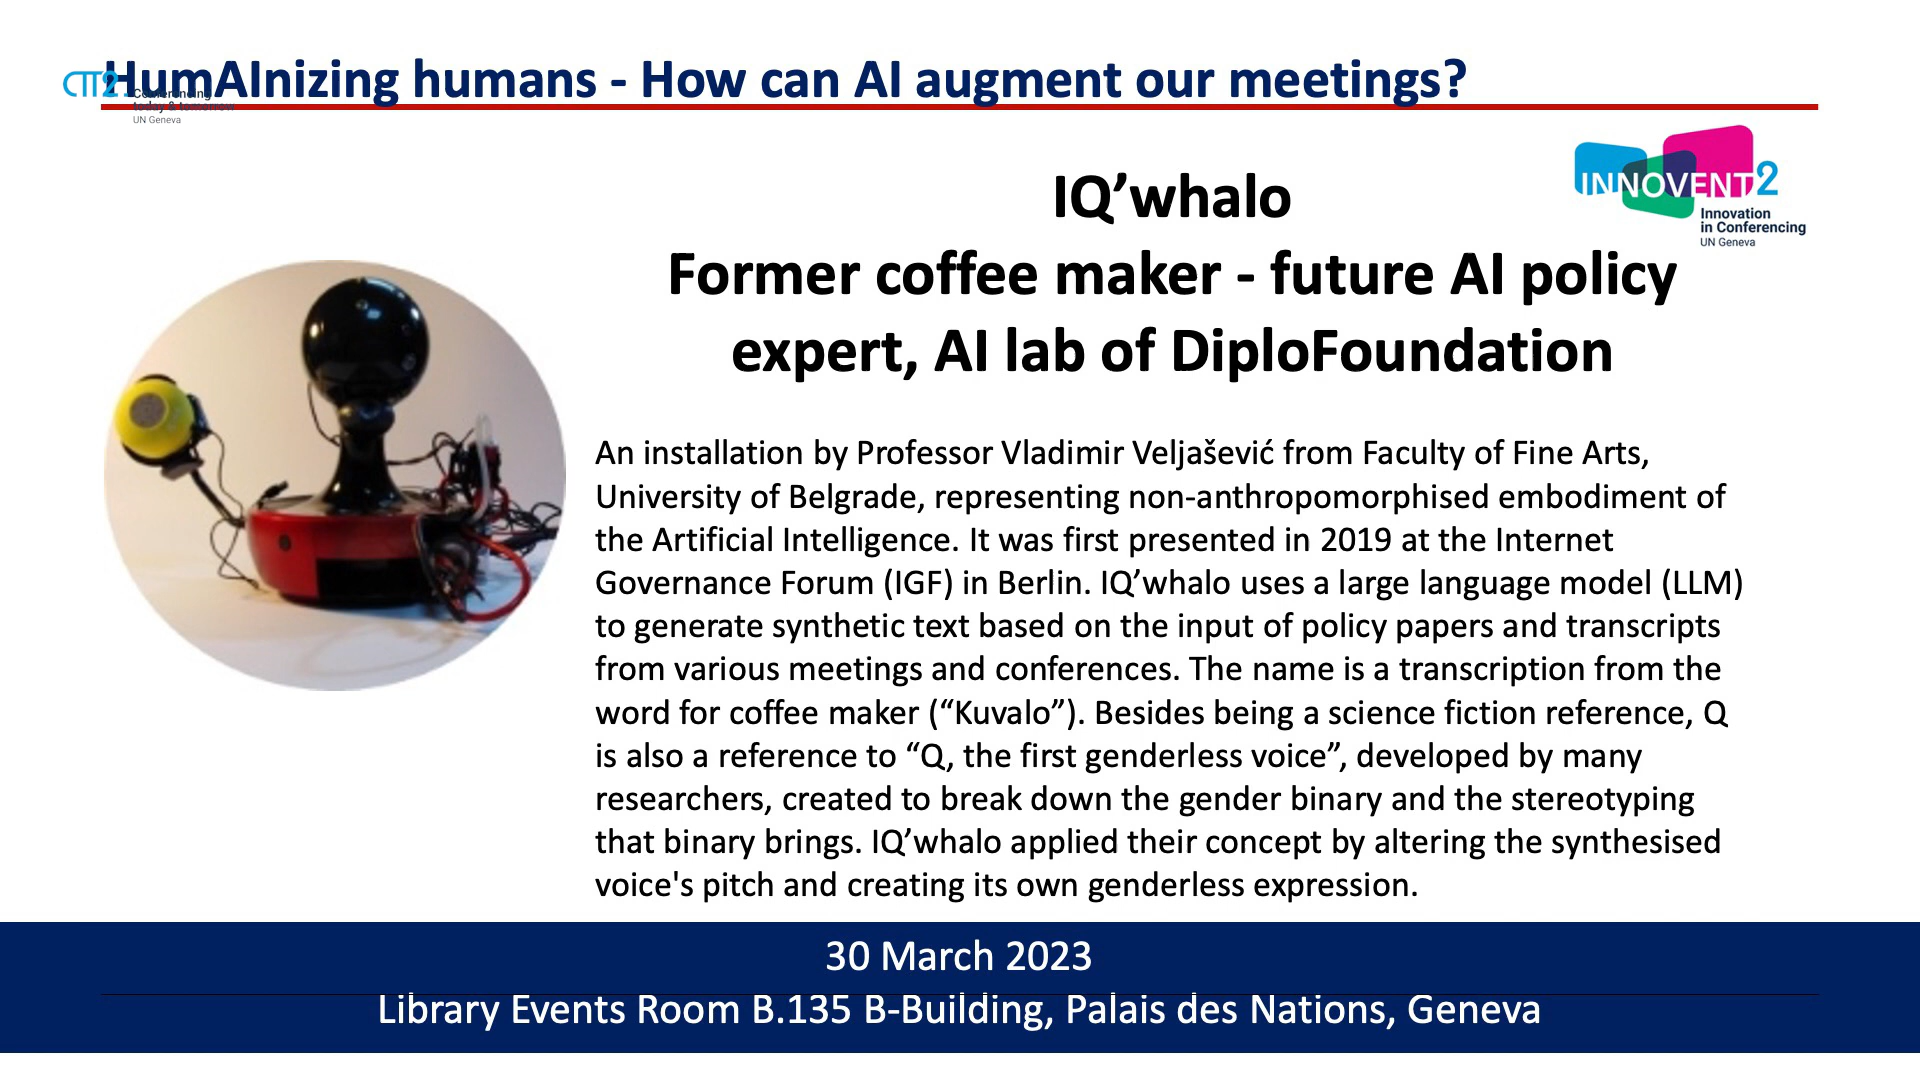 HumAInizing humans - How can AI augment our meetings?
CTT2
Conferencing
today & tomorrow
UN Geneva
INNOVENT2
Innovation
in Conferencing
UN Geneva
IQ’whalo
Former coffee maker - future AI policy
expert, AI lab of DiploFoundation
An installation by Professor Vladimir Veljašević from Faculty of Fine Arts,
University of Belgrade, representing non-anthropomorphised embodiment of
the Artificial Intelligence. It was first presented in 2019 at the Internet
Governance Forum (IGF) in Berlin. IQ’whalo uses a large language model (LLM)
to generate synthetic text based on the input of policy papers and transcripts
from various meetings and conferences. The name is a transcription from the
word for coffee maker (“Kuvalo”). Besides being a science fiction reference, Q
is also a reference to “Q, the first genderless voice”, developed by many
researchers, created to break down the gender binary and the stereotyping
that binary brings. IQ’whalo applied their concept by altering the synthesised
voice's pitch and creating its own genderless expression.
30 March 2023
Library Events Room B.135 B-Building, Palais des Nations, Geneva